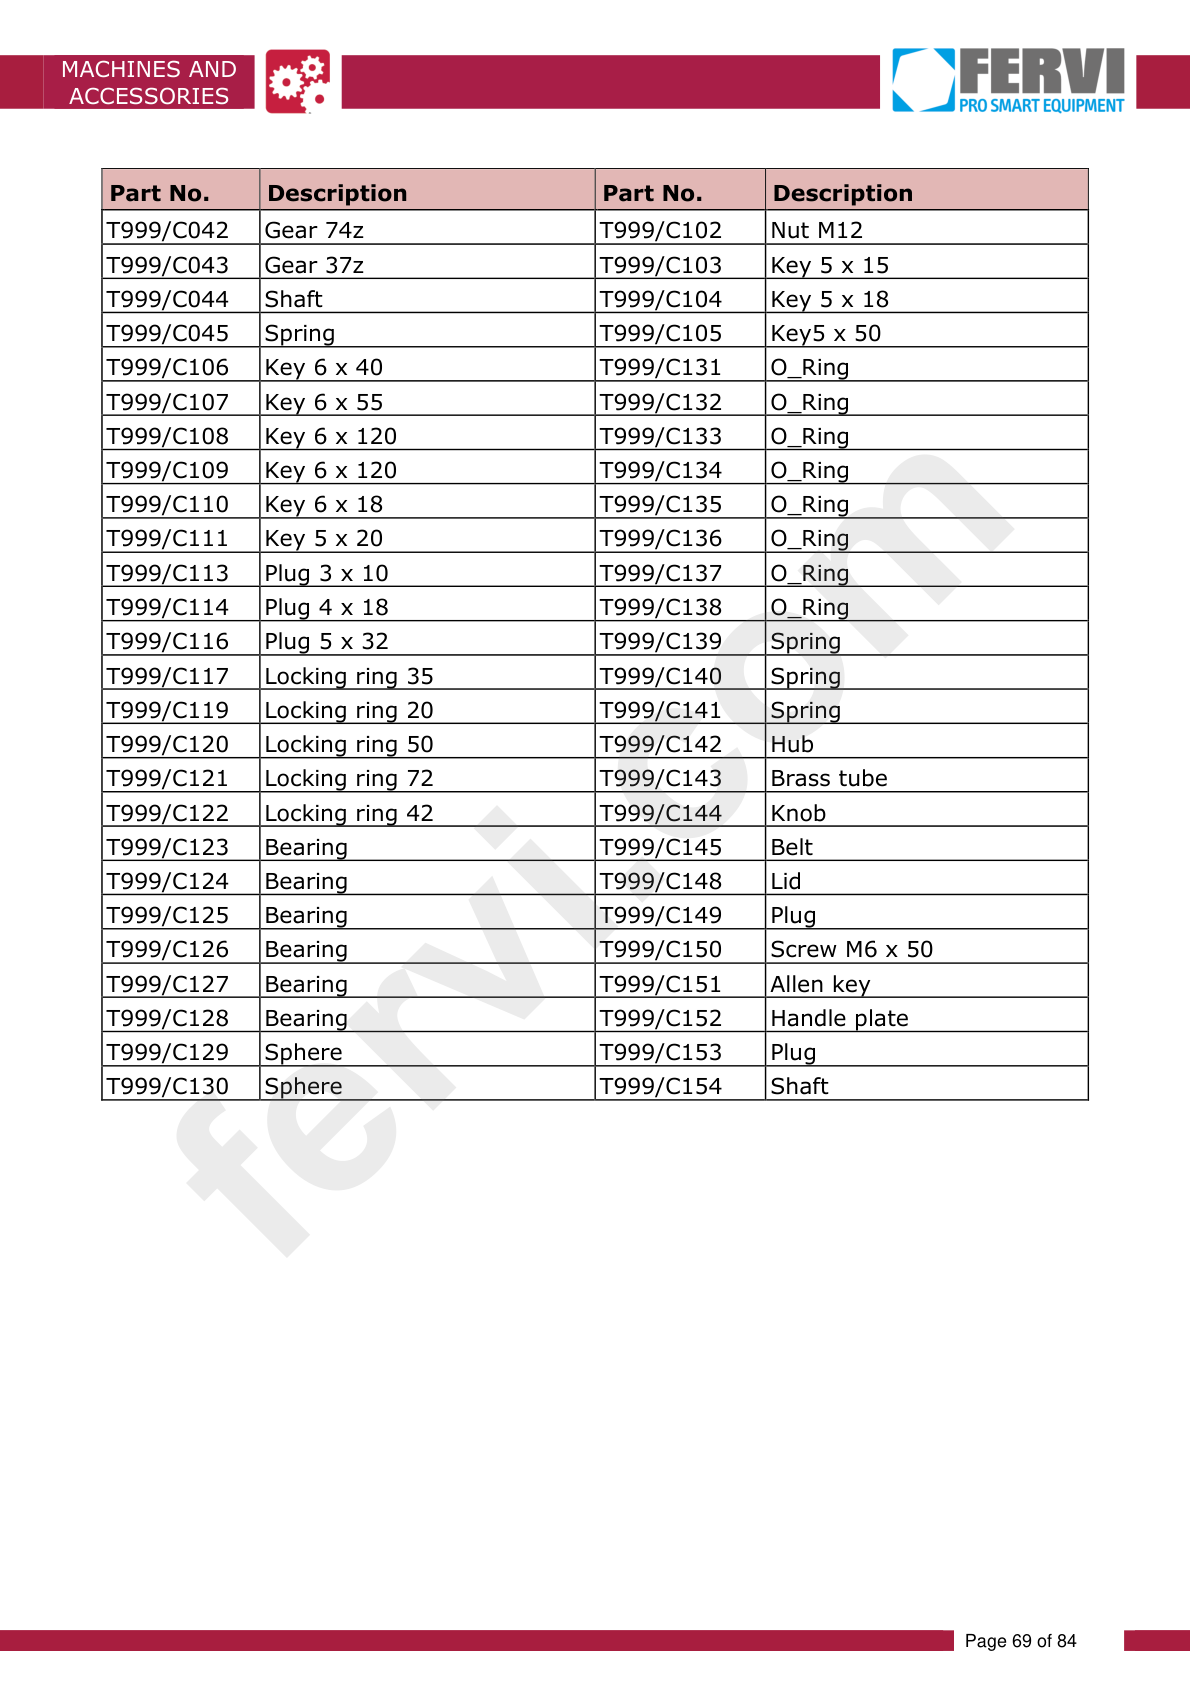 MACHINES AND
ACCESSORIES
FERVI
PRO SMART EQUIPMENT
Part No. Description Part No. Description
T999/C042 Gear 74z T999/C102 Nut M12
T999/C043 Gear 37z T999/C103 Key 5 x 15
T999/C044 Shaft T999/C104 Key 5 x 18
T999/C045 Spring T999/C105 Key5 x 50
T999/C106 Key 6 x 40 T999/C131 O_Ring
T999/C107 Key 6 x 55 T999/C132 O_Ring
T999/C108 Key 6 x 120 T999/C133 O_Ring
T999/C109 Key 6 x 120 T999/C134 O_Ring
T999/C110 Key 6 x 18 T999/C135 O_Ring
T999/C111 Key 5 x 20 T999/C136 O_Ring
T999/C113 Plug 3 x 10 T999/C137 O_Ring
T999/C114 Plug 4 x 18 T999/C138 O_Ring
T999/C116 Plug 5 x 32 T999/C139 Spring
T999/C117 Locking ring 35 T999/C140 Spring
T999/C119 Locking ring 20 T999/C141 Spring
T999/C120 Locking ring 50 T999/C142 Hub
T999/C121 Locking ring 72 T999/C143 Brass tube
T999/C122 Locking ring 42 T999/C144 Knob
T999/C123 Bearing T999/C145 Belt
T999/C124 Bearing T999/C148 Lid
T999/C125 Bearing T999/C149 Plug
T999/C126 Bearing T999/C150 Screw M6 x 50
T999/C127 Bearing T999/C151 Allen key
T999/C128 Bearing T999/C152 Handle plate
T999/C129 Sphere T999/C153 Plug
T999/C130 Sphere T999/C154 Shaft
fervi.com
Page 69 of 84